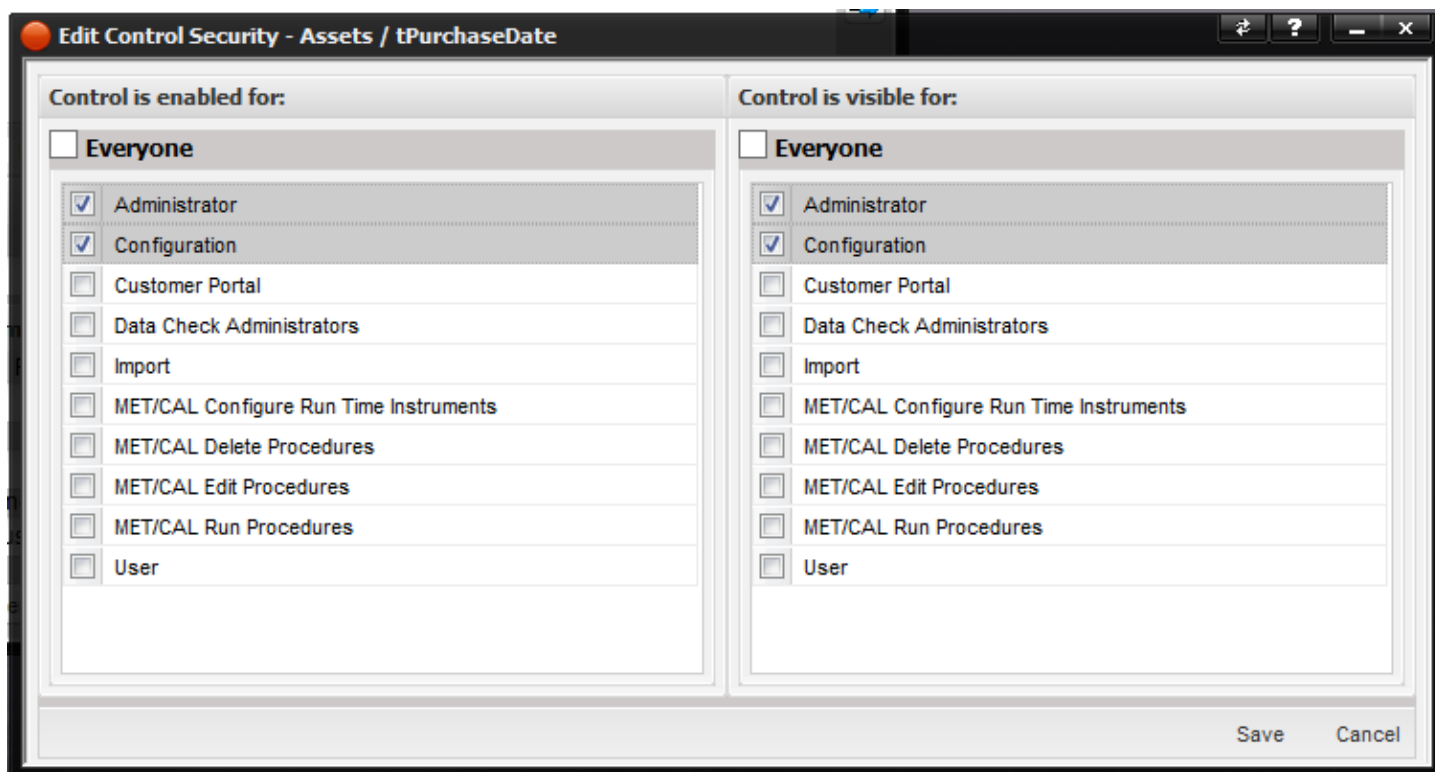 Edit Control Security - Assets / tPurchaseDate
?
x
Control is enabled for:
Everyone
Administrator
Configuration
Customer Portal
Data Check Administrators
Import
MET/CAL Configure Run Time Instruments
MET/CAL Delete Procedures
MET/CAL Edit Procedures
MET/CAL Run Procedures
User
Control is visible for:
Everyone
Administrator
Configuration
Customer Portal
Data Check Administrators
Import
MET/CAL Configure Run Time Instruments
MET/CAL Delete Procedures
MET/CAL Edit Procedures
MET/CAL Run Procedures
User
Save Cancel